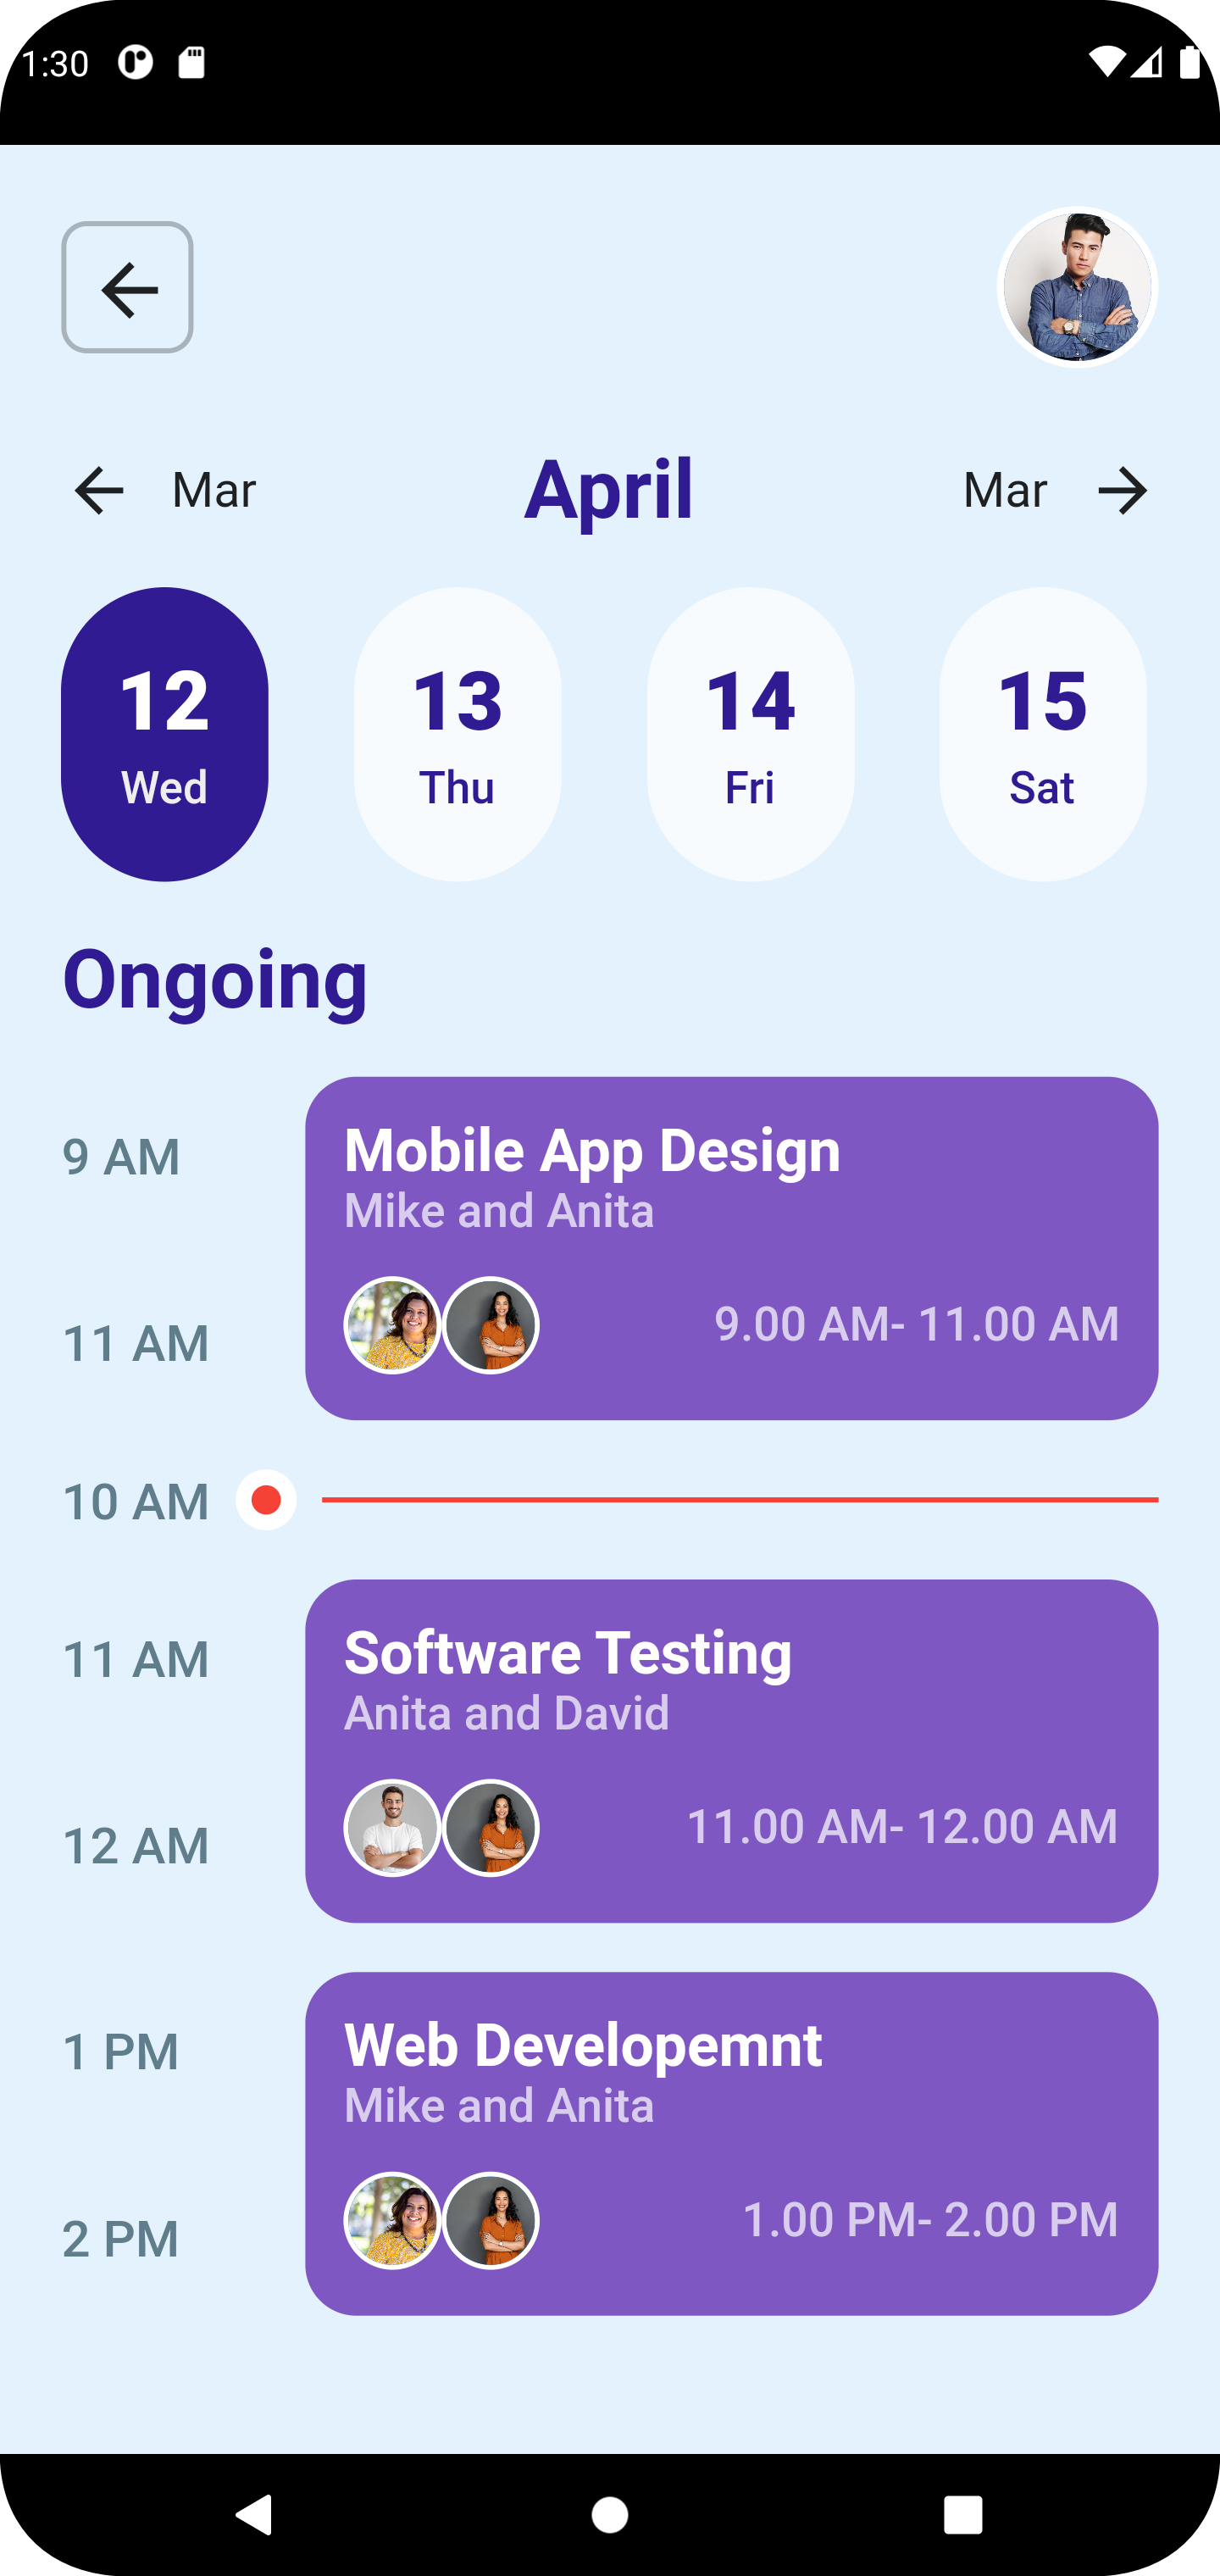 1:30
Mar April Mar
12 13 14 15
Wed Thu Fri Sat
Ongoing
9 AM
Mobile App Design
Mike and Anita
11 AM
9.00 AM- 11.00 AM
10 AM
11 AM
Software Testing
Anita and David
12 AM
11.00 AM- 12.00 AM
1 PM
Web Developemnt
Mike and Anita
2 PM
1.00 PM- 2.00 PM